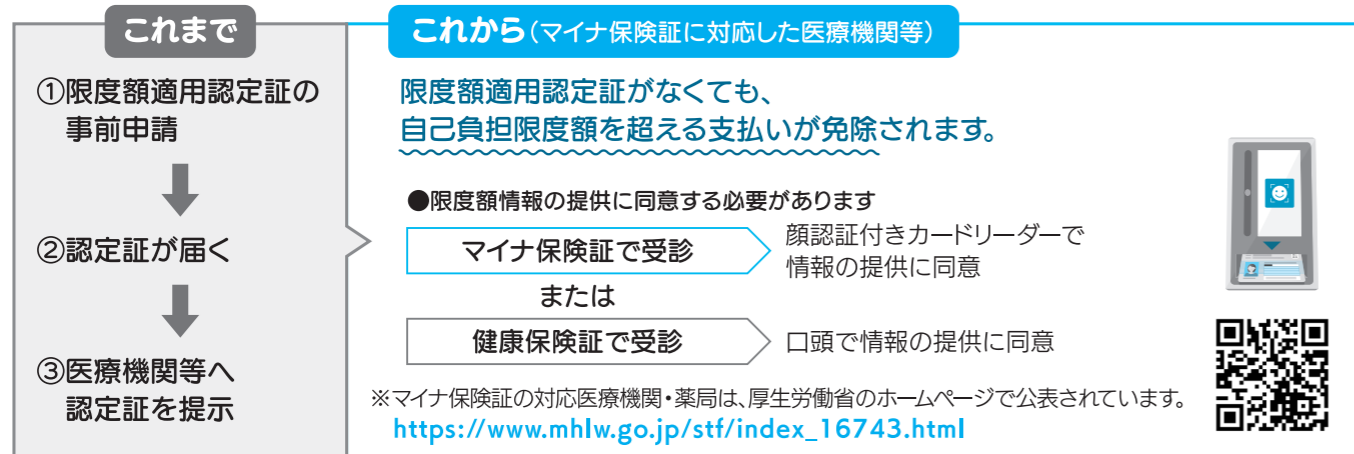 これまで
①限度額適用認定証の
事前申請
②認定証が届く
③医療機関等へ
認定証を提示
これから（マイナ保険証に対応した医療機関等）
限度額適用認定証がなくても、
自己負担限度額を超える支払いが免除されます。
●限度額情報の提供に同意する必要があります
マイナ保険証で受診
顔認証付きカードリーダーで
情報の提供に同意
または
健康保険証で受診
口頭で情報の提供に同意
※マイナ保険証の対応医療機関・薬局は、厚生労働省のホームページで公表されています。
https://www.mhlw.go.jp/stf/index_16743.html